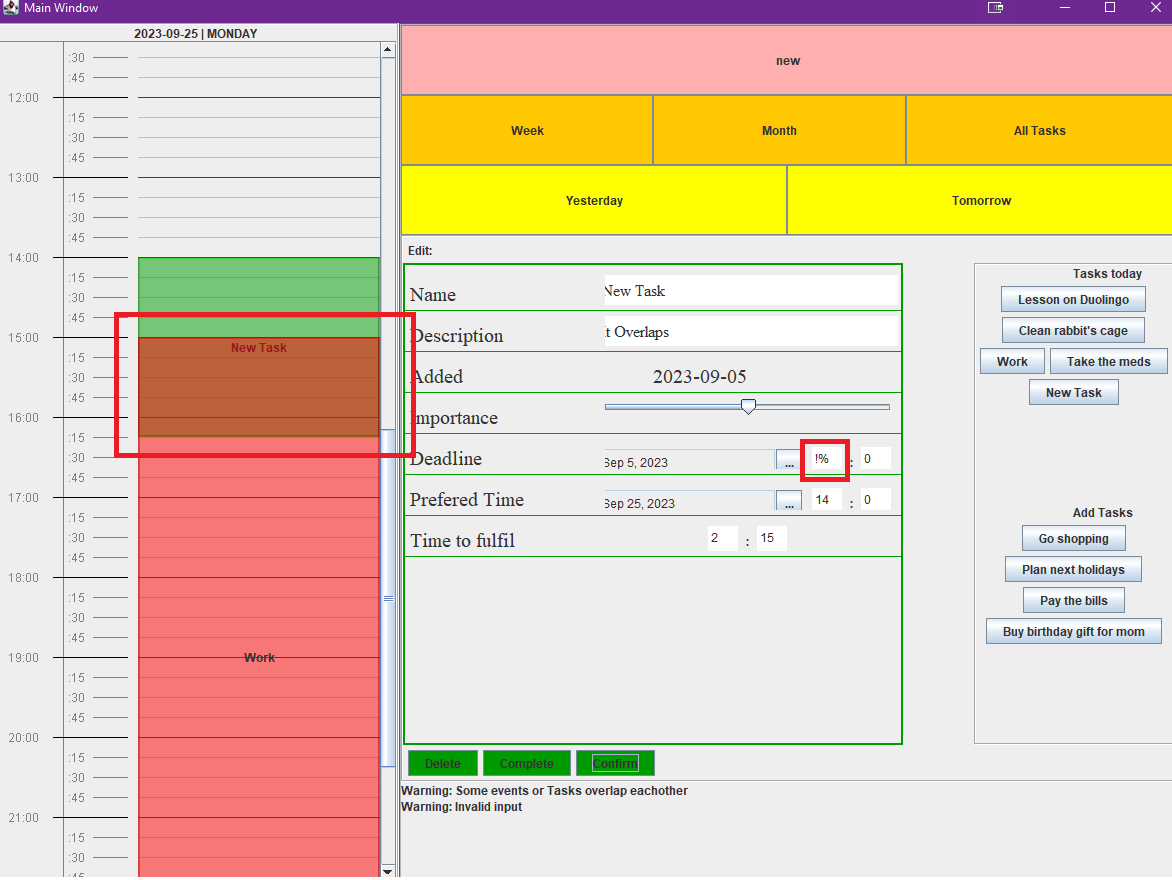 Main Window
2023-09-25 | MONDAY
:30
:45
12:00
:15
:30
:45
13:00
:15
:30
:45
14:00
:15
:30
:45
15:00
New Task
:15
:30
:45
16:00
:15
:30
:45
17:00
:15
:30
:45
18:00
:15
:30
:45
19:00
Work
:15
:30
:45
20:00
:15
:30
:45
21:00
:15
:30
:45
new
Week Month All Tasks
Yesterday Tomorrow
Edit:
Name New Task
Description It Overlaps
Added 2023-09-05
Importance
Deadline Sep 5, 2023 ... !% : 0
Prefered Time Sep 25, 2023 ... 14 : 0
Time to fulfil 2 : 15
Delete Complete Confirm
Warning: Some events or Tasks overlap eachother
Warning: Invalid input
Tasks today
Lesson on Duolingo
Clean rabbit's cage
Work Take the meds
New Task
Add Tasks
Go shopping
Plan next holidays
Pay the bills
Buy birthday gift for mom